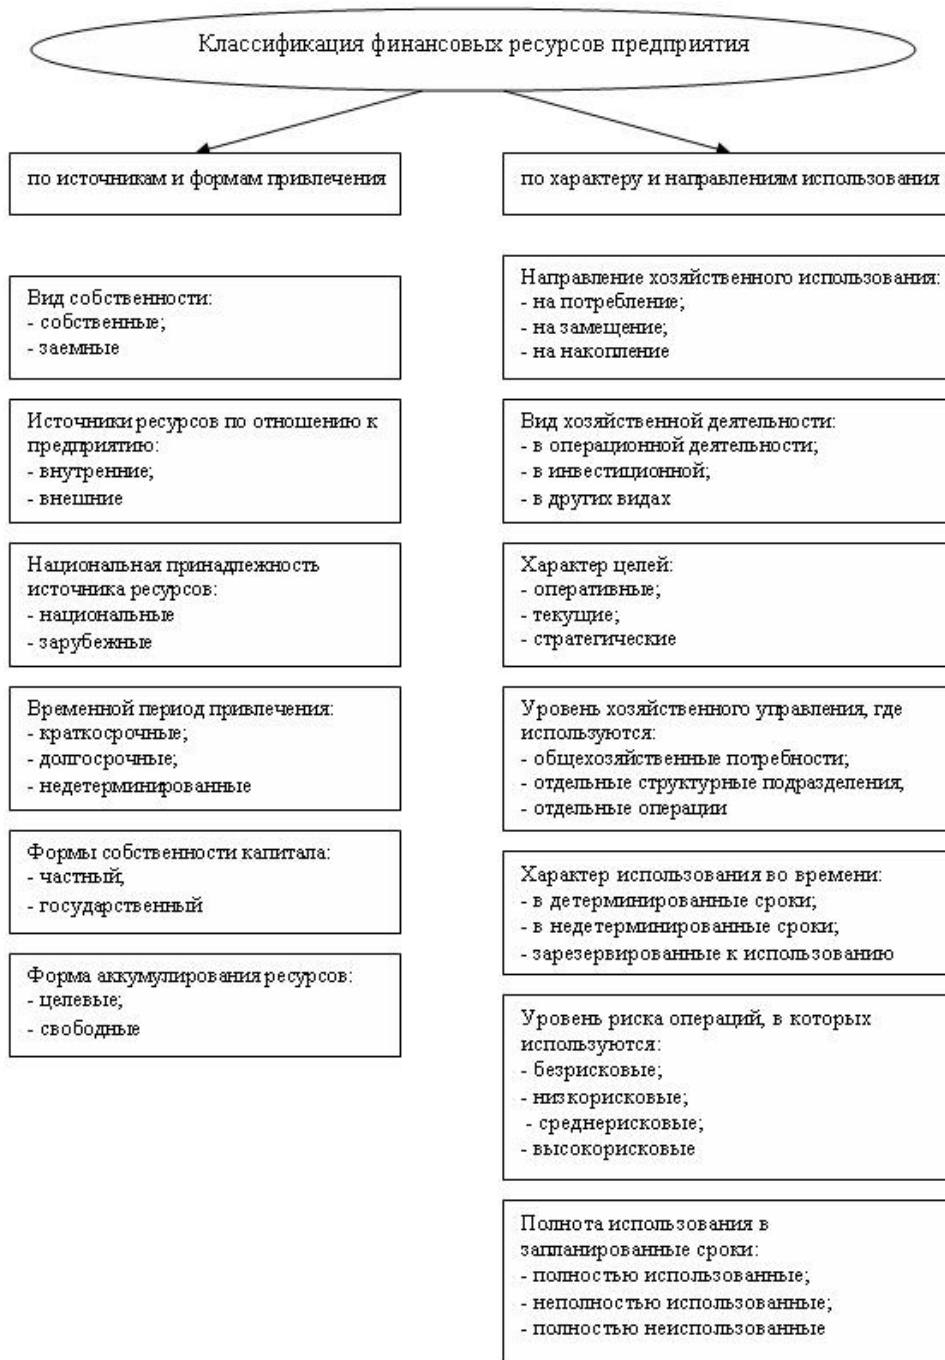 Классификация финансовых ресурсов предприятия
по источникам и формам привлечения
Вид собственности:
- собственные;
- заемные
Источники ресурсов по отношению к
предприятию:
- внутренние;
- внешние
Национальная принадлежность
источника ресурсов:
- национальные
- зарубежные
Временной период привлечения:
- краткосрочные;
- долгосрочные;
- недетерминированные
Формы собственности капитала:
- частный;
- государственный
Форма аккумулирования ресурсов:
- целевые;
- свободные
по характеру и направлениям использования
Направление хозяйственного использования:
- на потребление;
- на замещение;
- на накопление
Вид хозяйственной деятельности:
- в операционной деятельности;
- в инвестиционной;
- в других видах
Характер целей:
- оперативные;
- текущие;
- стратегические
Уровень хозяйственного управления, где
используются:
- общехозяйственные потребности;
- отдельные структурные подразделения;
- отдельные операции
Характер использования во времени:
- в детерминированные сроки;
- в недетерминированные сроки;
- зарезервированные к использованию
Уровень риска операций, в которых
используются:
- безрисковые;
- низкорисковые;
- среднерисковые;
- высокорисковые
Полнота использования в
запланированные сроки:
- полностью использованные;
- неполностью использованные;
- полностью неиспользованные